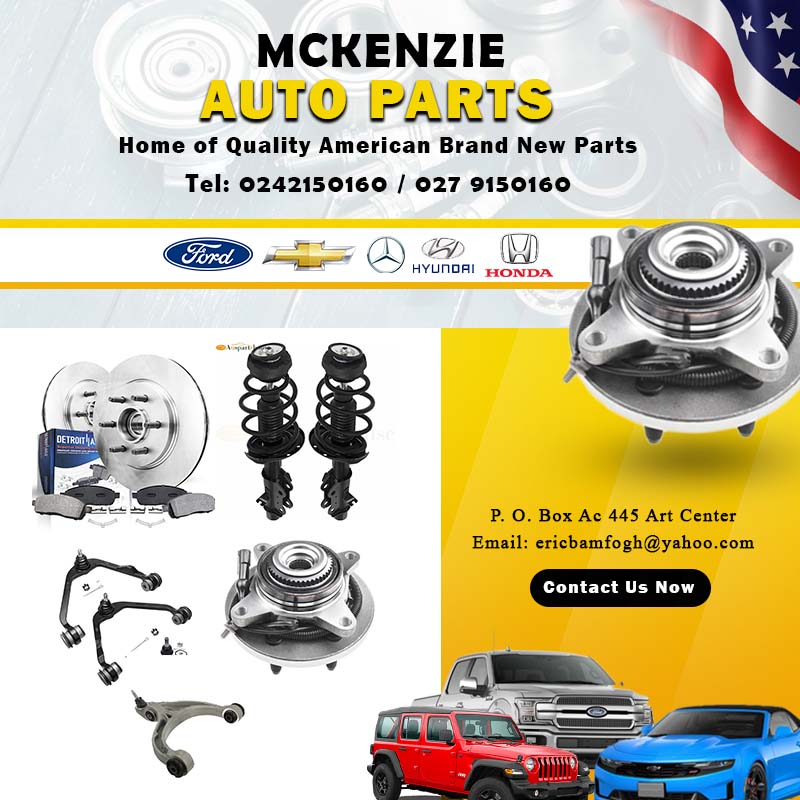 MCKENZIE
AUTO PARTS
Home of Quality American Brand New Parts
Tel: 0242150160 / 027 9150160
Ford
HYUNDAI
HONDA
DETROIT
P. O. Box Ac 445 Art Center
Email: ericbamfogh@yahoo.com
Contact Us Now
Ford